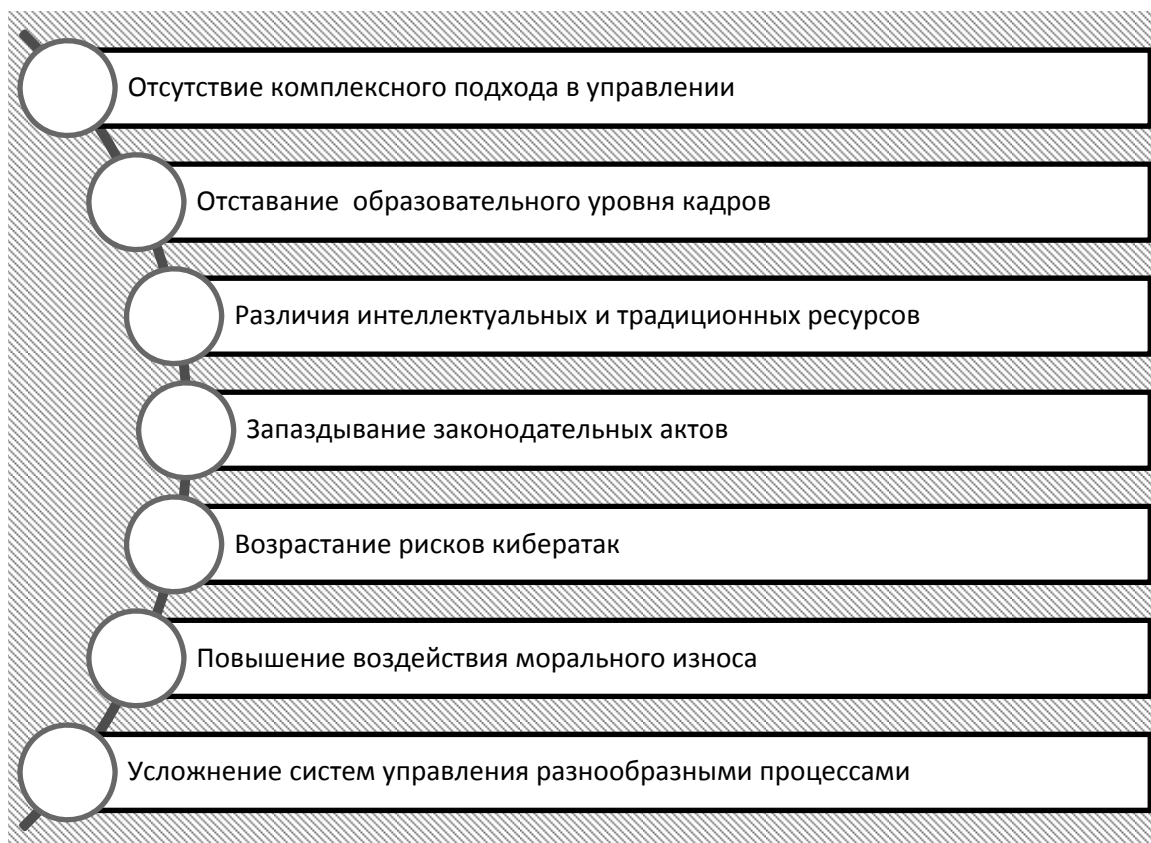 Отсутствие комплексного подхода в управлении
Отставание  образовательного уровня кадров
Различия интеллектуальных и традиционных ресурсов
Запаздывание законодательных актов
Возрастание рисков кибератак
Повышение воздействия морального износа
Усложнение систем управления разнообразными процессами